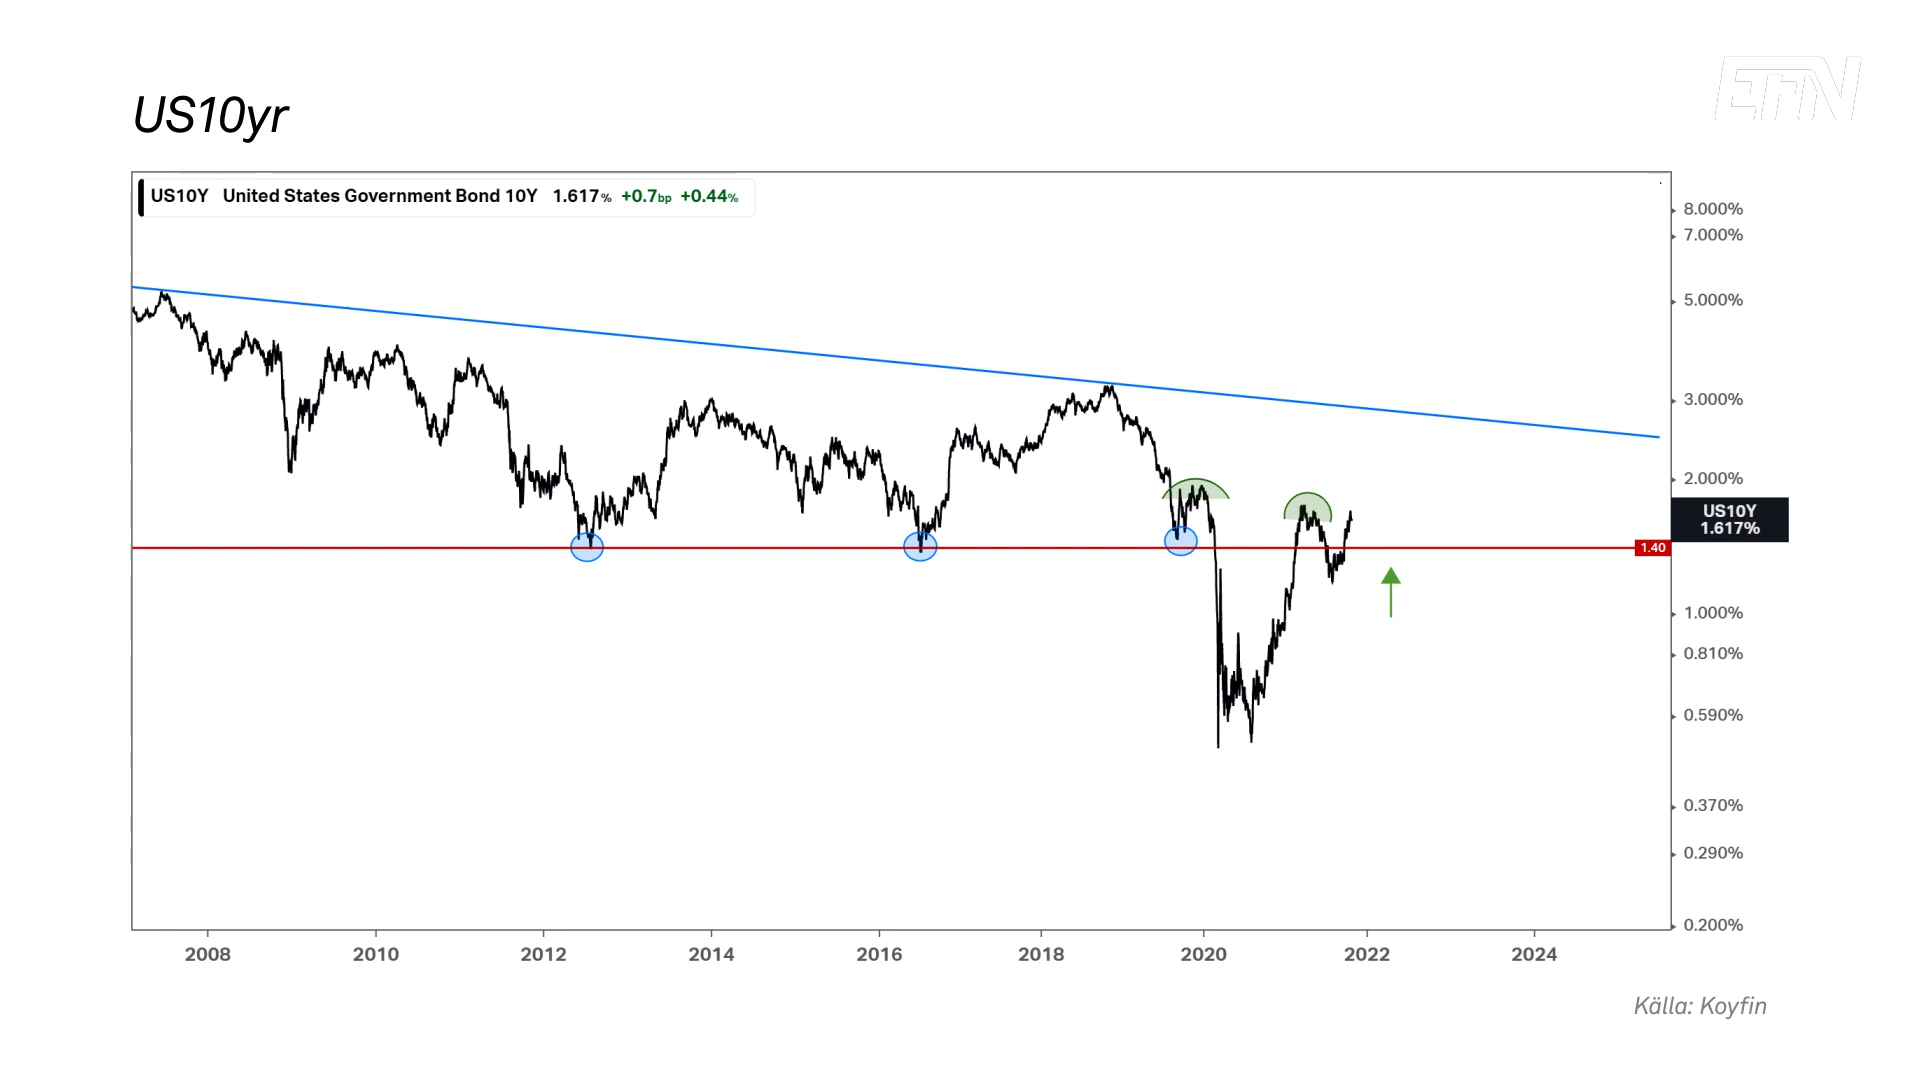 EFN
US10yr
US10Y United States Government Bond 10Y 1.617% +0.7bp +0.44%
8.000%
7.000%
5.000%
3.000%
2.000%
US10Y
1.617%
1.40
1.000%
0.810%
0.590%
0.370%
0.290%
0.200%
2008 2010 2012 2014 2016 2018 2020 2022 2024
Källa: Koyfin